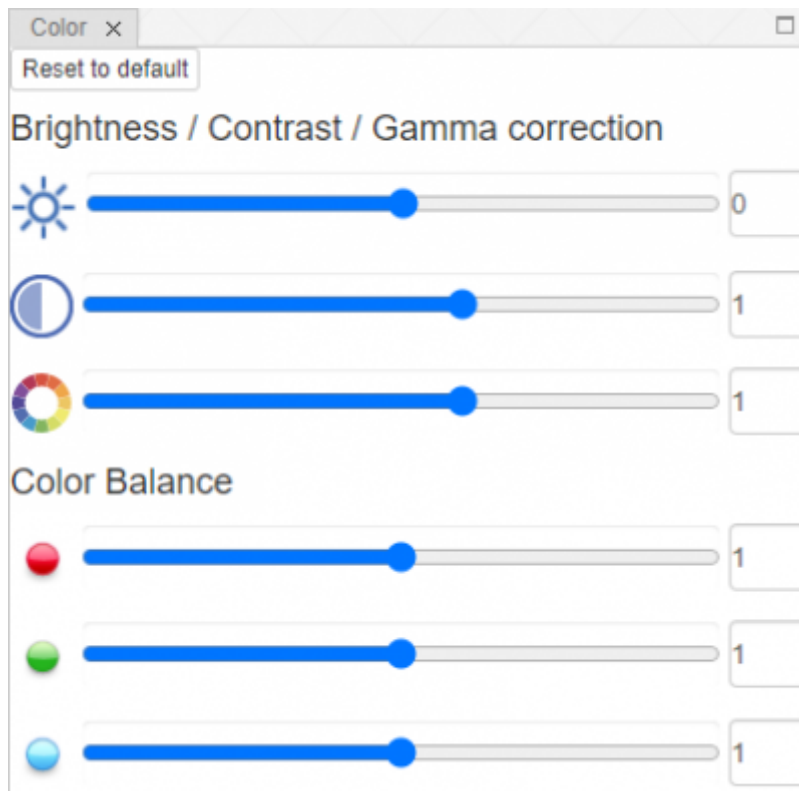 Color
Reset to default
Brightness / Contrast / Gamma correction
0
1
1
Color Balance
1
1
1